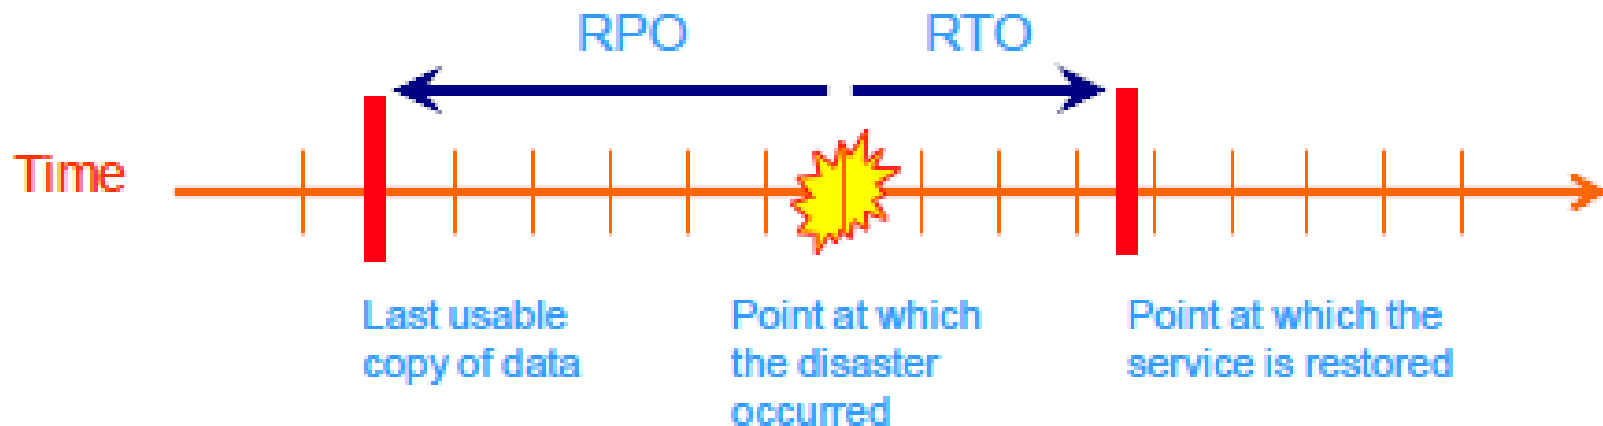 RPO
RTO
Time
Last usable
copy of data
Point at which
the disaster
occurred
Point at which the
service is restored